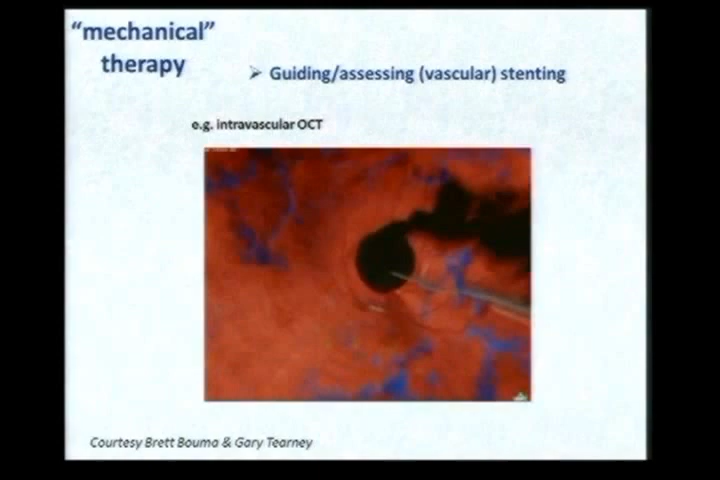 “mechanical”
therapy
➢ Guiding/assessing (vascular) stenting
e.g. intravascular OCT
Courtesy Brett Bouma & Gary Tearney